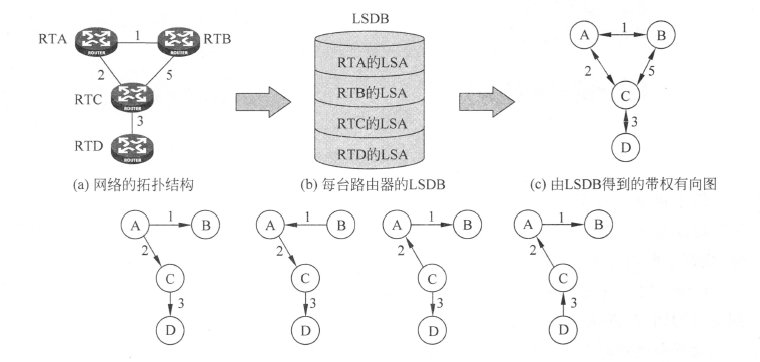 LSDB
RTA
1
RTB
ROUTER
ROUTER
2
5
RTC
ROUTER
3
RTD
ROUTER
(a) 网络的拓扑结构
RTA的LSA
RTB的LSA
RTC的LSA
RTD的LSA
(b) 每台路由器的LSDB
A
1
B
2
5
C
3
D
(c) 由LSDB得到的带权有向图
A
1
B
2
C
3
D
A
1
B
2
C
3
D
A
1
B
2
C
3
D
A
1
B
2
C
3
D